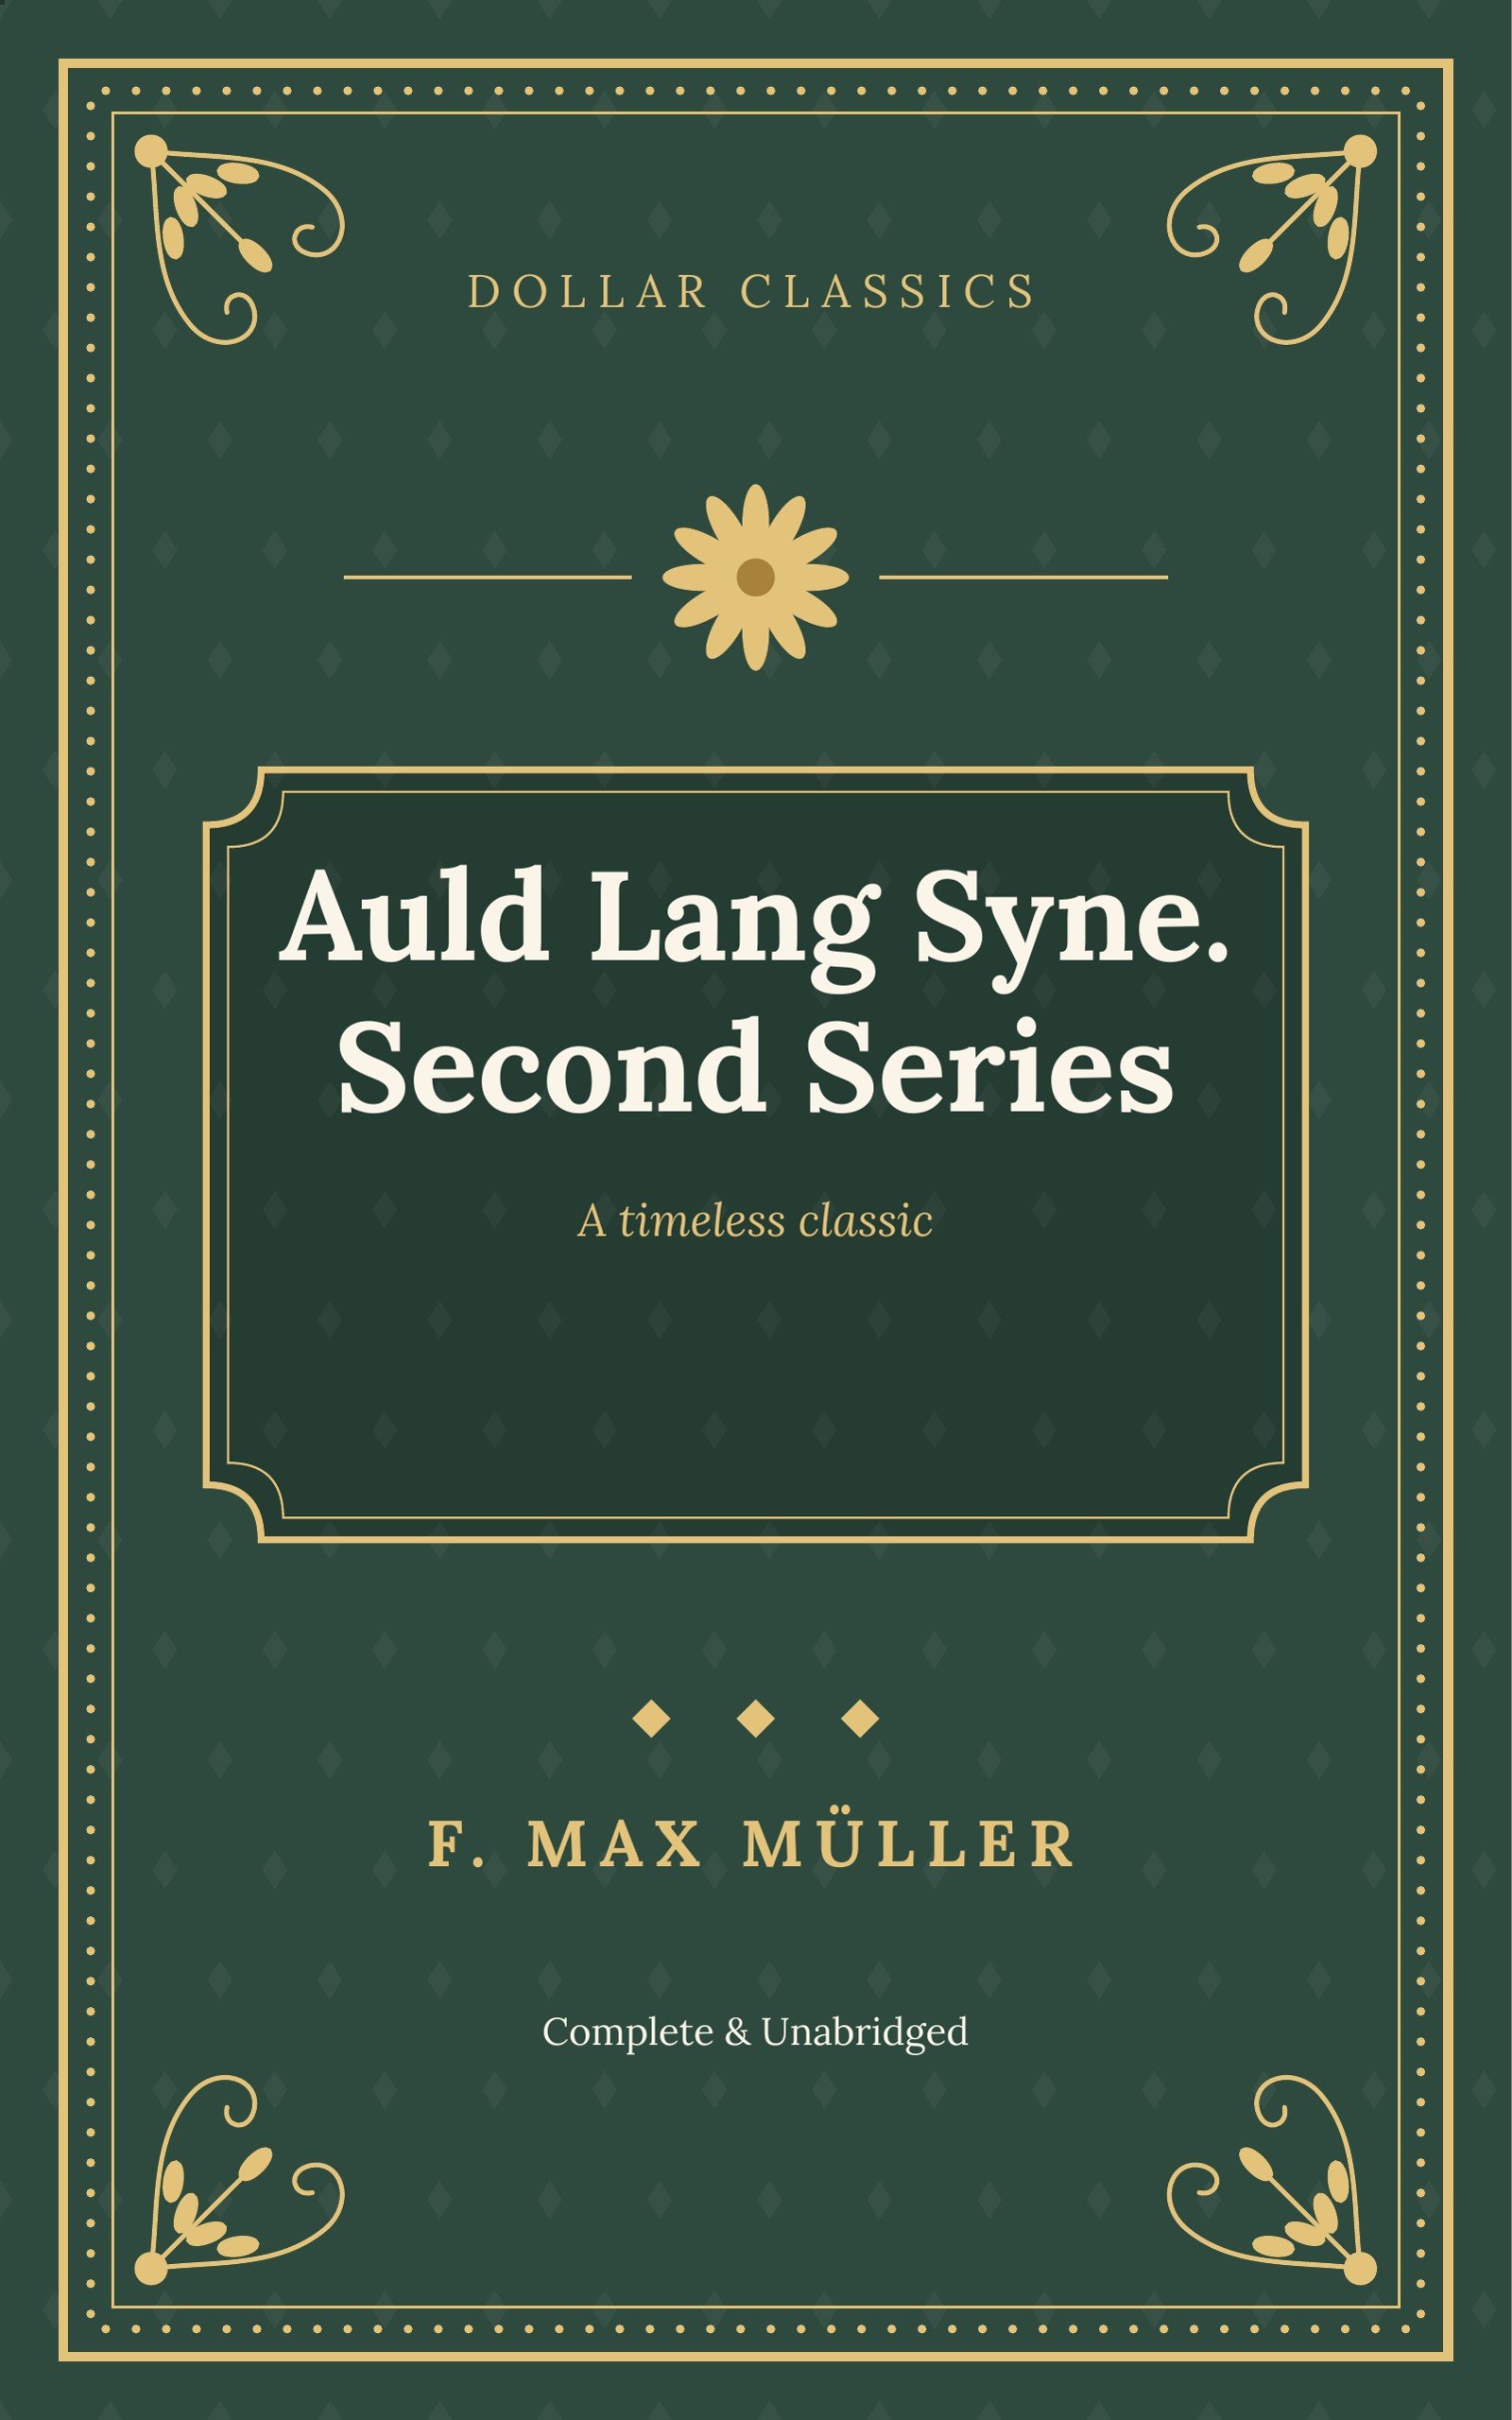 DOLLAR CLASSICS
Auld Lang Syne.
Second Series
A timeless classic
F. MAX MÜLLER
Complete & Unabridged